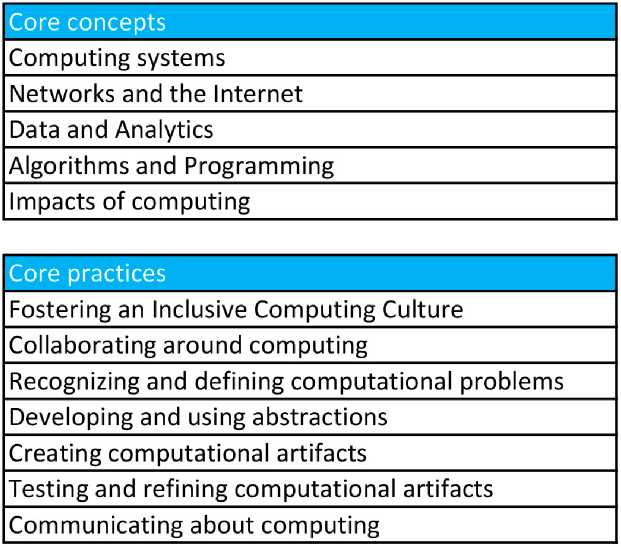 Core concepts
Computing systems
Networks and the Internet
Data and Analytics
Algorithms and Programming
Impacts of computing
Core practices
Fostering an Inclusive Computing Culture
Collaborating around computing
Recognizing and defining computational problems
Developing and using abstractions
Creating computational artifacts
Testing and refining computational artifacts
Communicating about computing